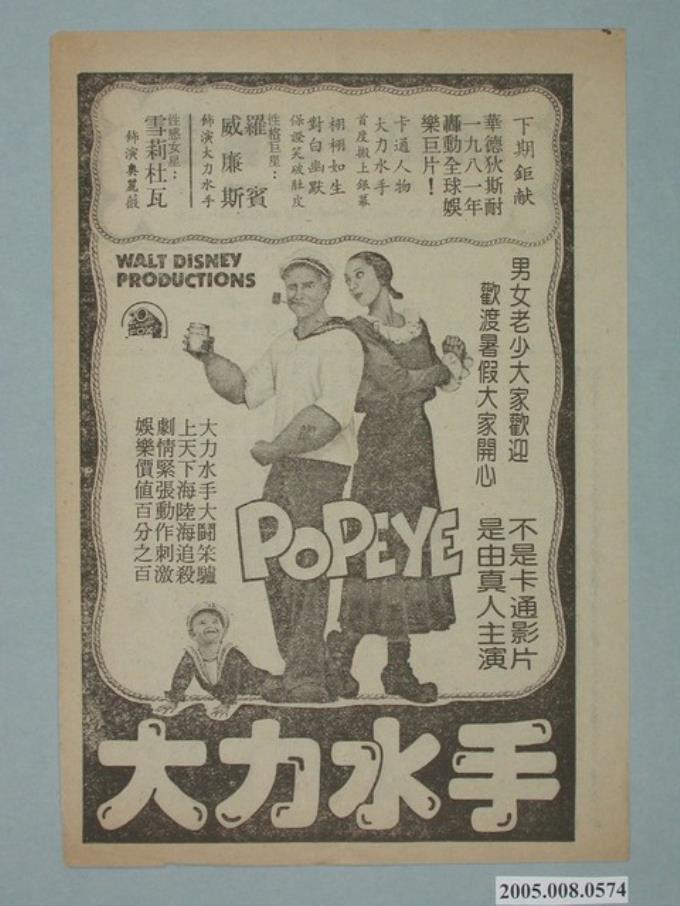 下期鉅献
華德狄斯耐
一九八一年
轟動全球娛
樂巨片！
卡通人物
大力水手
首度搬上銀幕
栩栩如生
對白幽默
保證笑破肚皮
性格巨星：
羅賓
威廉斯
飾演大力水手
性感女星：
雪莉杜瓦
飾演奧麗薇
WALT DISNEY
PRODUCTIONS
20
FOX
男女老少大家歡迎
歡渡暑假大家開心
不是卡通影片
是由真人主演
大力水手大鬪笨驢
上天下海陸海追殺
劇情緊張動作刺激
娛樂價值百分之百
POPEYE
大力水手
2005.008.0574